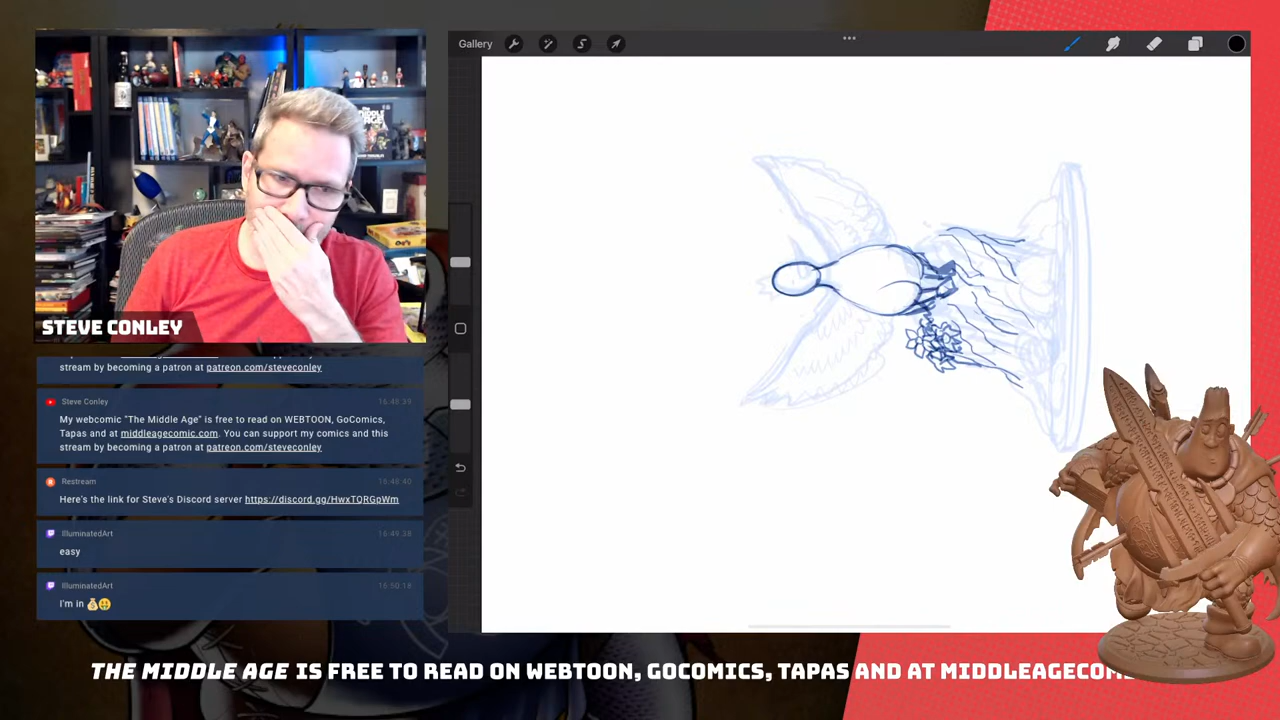 Gallery
STEVE CONLEY
stream by becoming a patron at patreon.com/steveconley
Steve Conley 16:48:39
My webcomic "The Middle Age" is free to read on WEBTOON, GoComics,
Tapas and at middleagecomic.com. You can support my comics and this
stream by becoming a patron at patreon.com/steveconley
Restream 16:48:40
Here's the link for Steve's Discord server https://discord.gg/HwxTQRGpWm
IlluminatedArt 16:49:38
easy
IlluminatedArt 16:50:16
I'm in 💰🤑
THE MIDDLE AGE IS FREE TO READ ON WEBTOON, GOCOMICS, TAPAS AND AT MIDDLEAGECOM